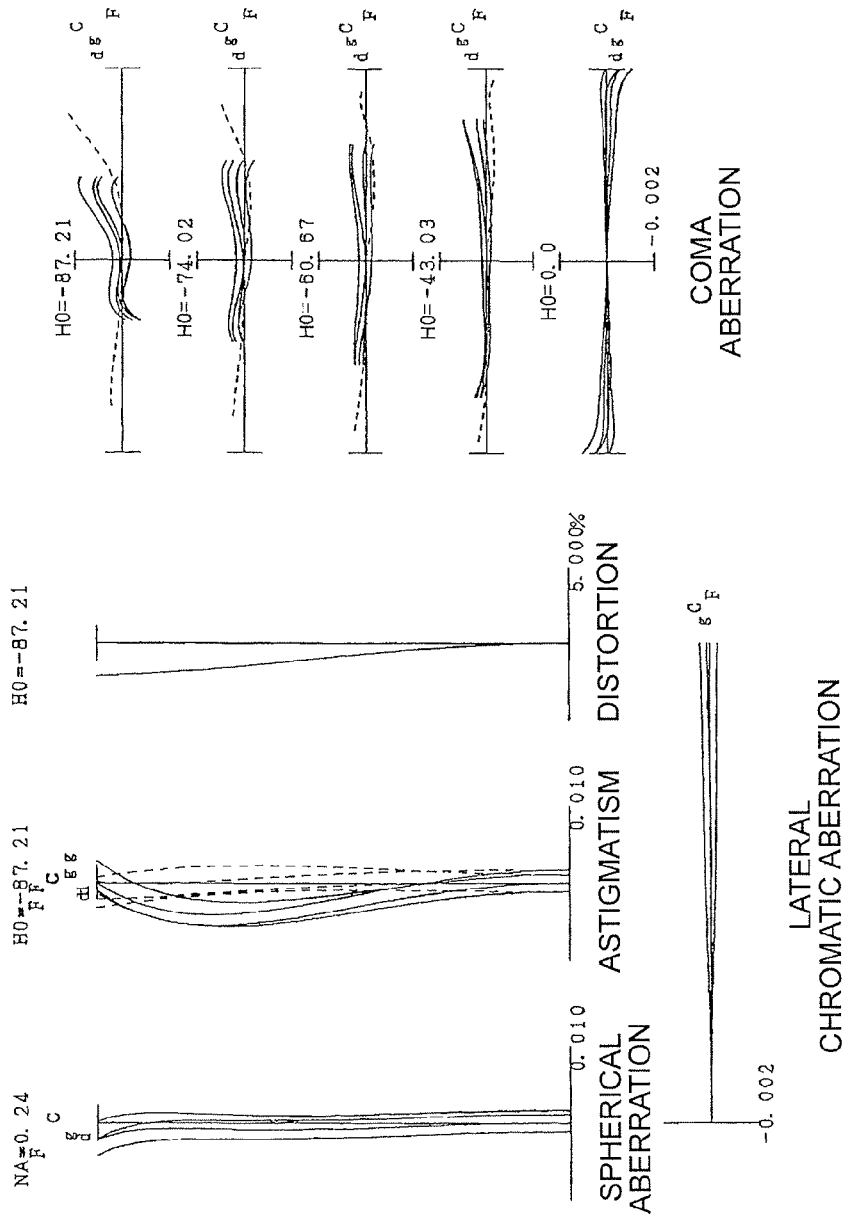 NA=0.24
F
g
d
C
0.010
SPHERICAL
ABERRATION
H0=-87.21
F F
d
d
C
g g
0.010
ASTIGMATISM
H0=-87.21
5.000%
DISTORTION
H0=-87.21
d g C F
H0=-74.02
d g C F
H0=-60.67
d g C F
H0=-43.03
d g C F
H0=0.0
d g C F
-0.002
COMA
ABERRATION
g C F
-0.002
LATERAL
CHROMATIC ABERRATION